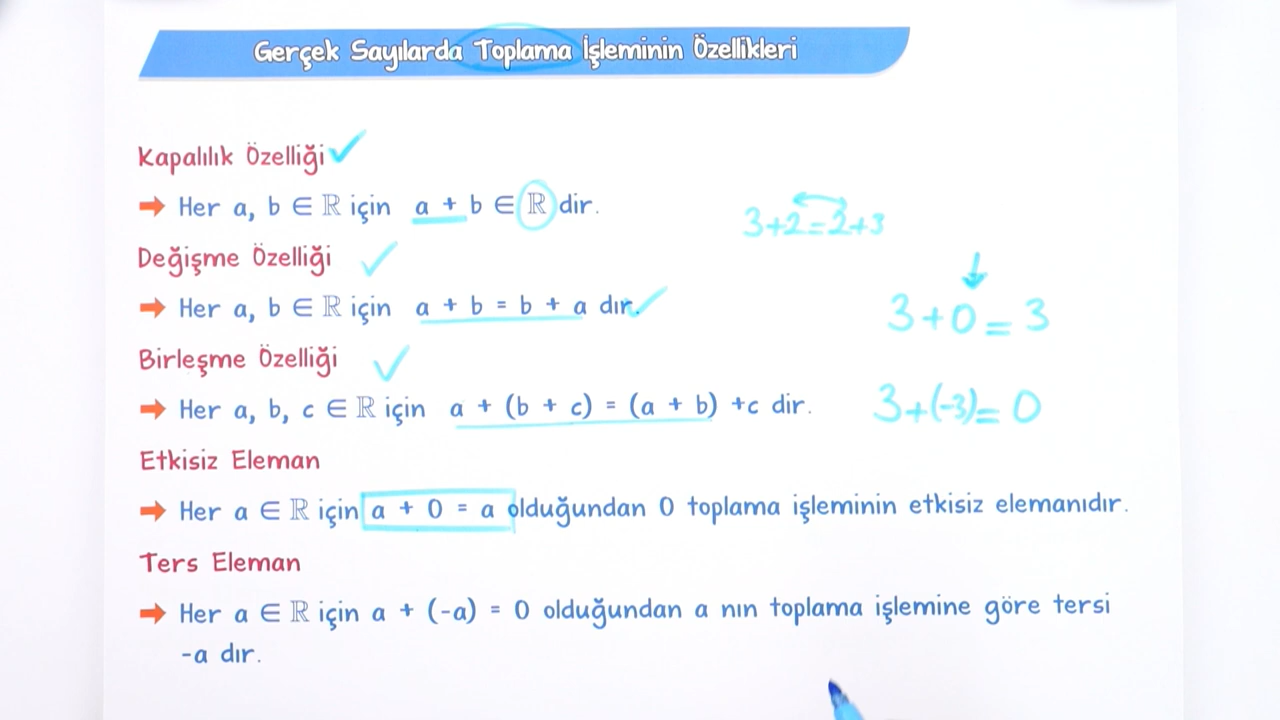 Gerçek Sayılarda Toplama İşleminin Özellikleri
Kapalılık Özelliği
Her a, b ∈ ℝ için a + b ∈ ℝ dir.
3+2=2+3
Değişme Özelliği
Her a, b ∈ ℝ için a + b = b + a dır.
3+0=3
Birleşme Özelliği
Her a, b, c ∈ ℝ için a + (b + c) = (a + b) +c dir.
3+(-3)=0
Etkisiz Eleman
Her a ∈ ℝ için a + 0 = a olduğundan 0 toplama işleminin etkisiz elemanıdır.
Ters Eleman
Her a ∈ ℝ için a + (-a) = 0 olduğundan a nın toplama işlemine göre tersi
-a dır.